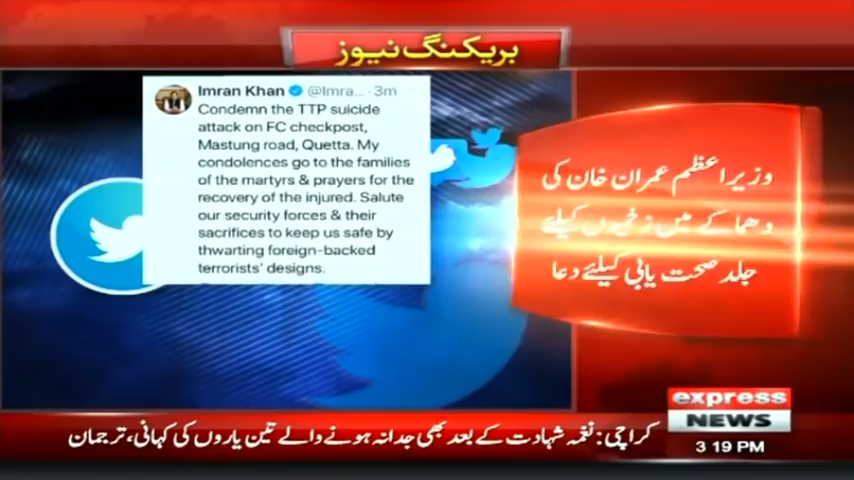 بریکنگ نیوز
Imran Khan @Imra... · 3m
Condemn the TTP suicide
attack on FC checkpost,
Mastung road, Quetta. My
condolences go to the families
of the martyrs & prayers for the
recovery of the injured. Salute
our security forces & their
sacrifices to keep us safe by
thwarting foreign-backed
terrorists' designs.
وزیراعظم عمران خان کی
دھماکے میں زخمیوں کیلئے
جلد صحت یابی کیلئے دعا
express
NEWS
3 19 PM
کراچی: نغمہ شہادت کے بعد بھی جدانہ ہونے والے تین یاروں کی کہانی، ترجمان